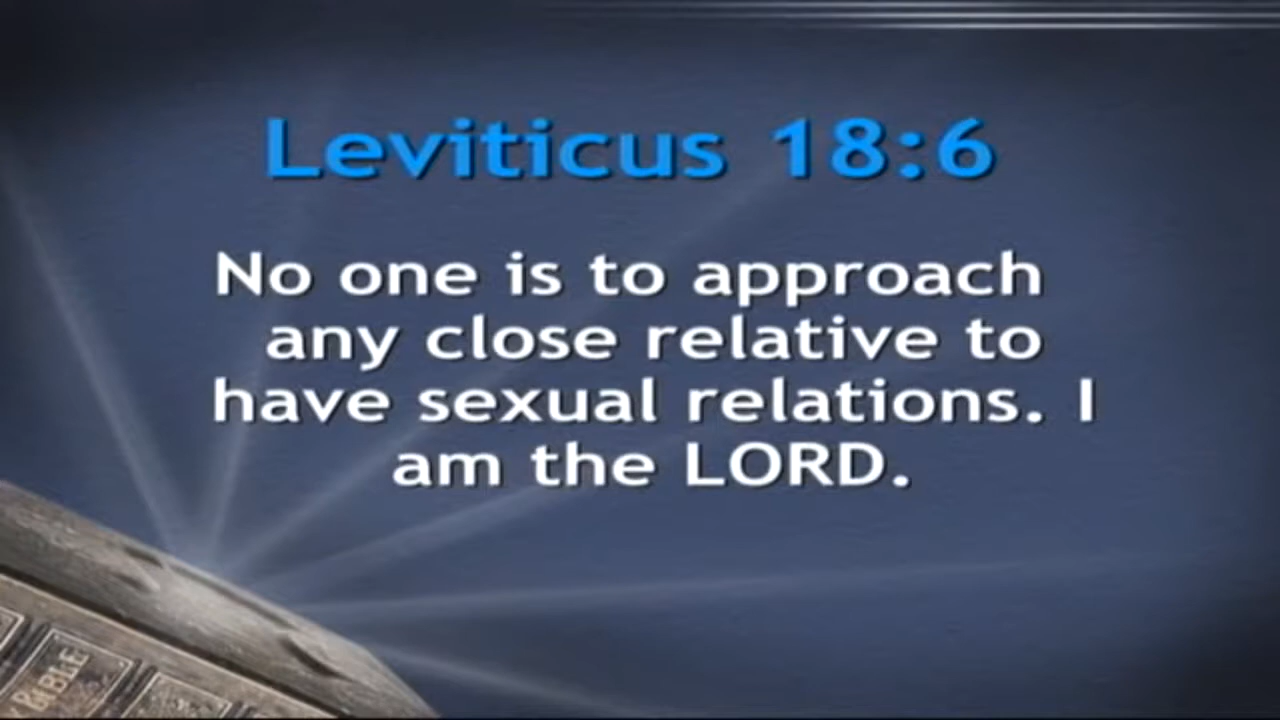 Leviticus 18:6
No one is to approach
any close relative to
have sexual relations. I
am the LORD.
BIBLE